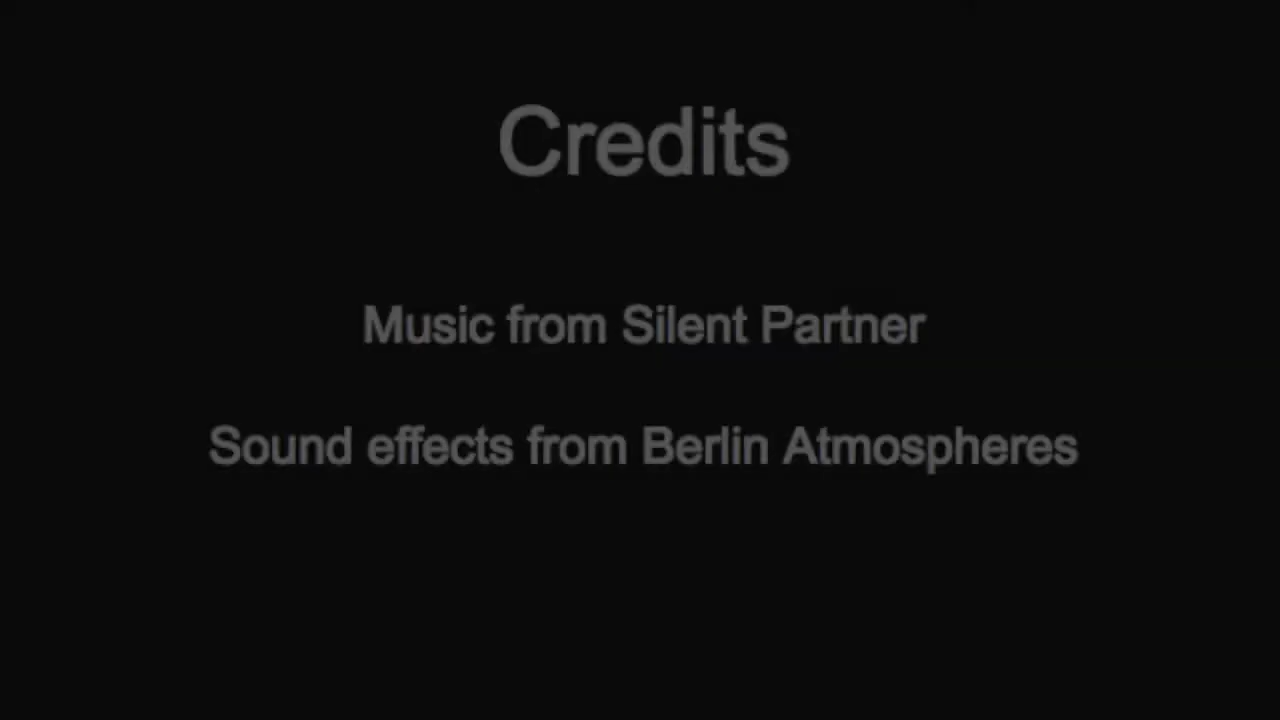 Credits
Music from Silent Partner
Sound effects from Berlin Atmospheres